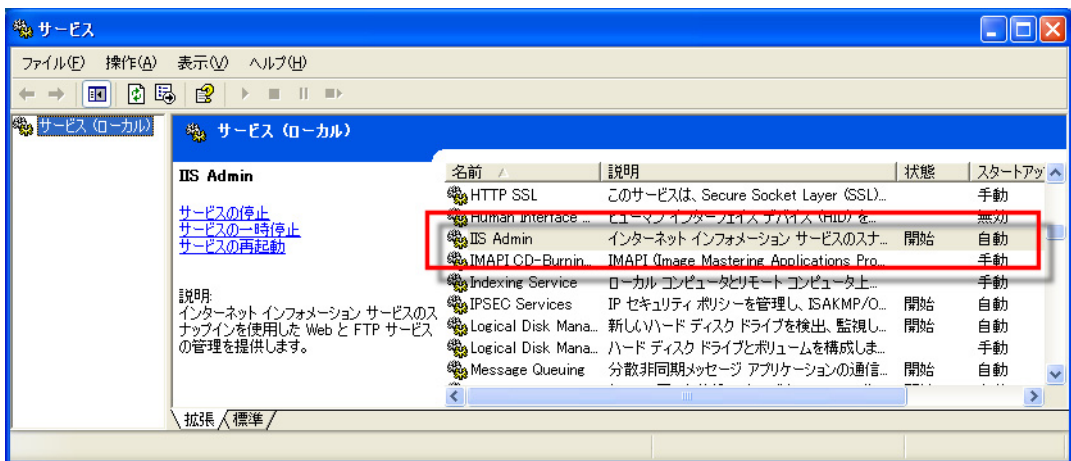 サービス
ファイル(F) 操作(A) 表示(V) ヘルプ(H)
サービス (ローカル)
サービス (ローカル)
IIS Admin
サービスの停止
サービスの一時停止
サービスの再起動
説明:
インターネット インフォメーション サービスのス
ナップインを使用した Web と FTP サービス
の管理を提供します。
名前 説明 状態 スタートアッ
HTTP SSL このサービスは、Secure Socket Layer (SSL)...
Human Interface ... ヒューマン インターフェイス デバイス (HID) を... 無効
IIS Admin インターネット インフォメーション サービスのスナ... 開始 自動
IMAPI CD-Burnin... IMAPI (Image Mastering Applications Pro... 手動
Indexing Service ローカル コンピュータとリモート コンピュータ上... 手動
IPSEC Services IP セキュリティ ポリシーを管理し、ISAKMP/O... 開始 自動
Logical Disk Mana... 新しいハード ディスク ドライブを検出、監視し... 開始 自動
Logical Disk Mana... ハード ディスク ドライブとボリュームを構成しま... 手動
Message Queuing 分散非同期メッセージ アプリケーションの通信... 開始 自動
拡張 標準